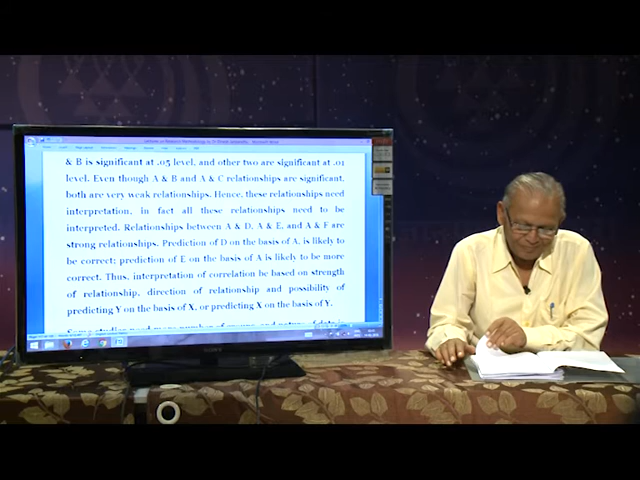 & B is significant at .05 level, and other two are significant at .01
level. Even though A & B and A & C relationships are significant,
both are very weak relationships. Hence, these relationships need
interpretation. In fact all these relationships need to be
interpreted. Relationships between A & D, A & E, and A & F are
strong relationships. Prediction of D on the basis of A, is likely to
be correct; prediction of E on the basis of A is likely to be more
correct. Thus, interpretation of correlation be based on strength
of relationship, direction of relationship and possibility of
predicting Y on the basis of X, or predicting X on the basis of Y.
SONY